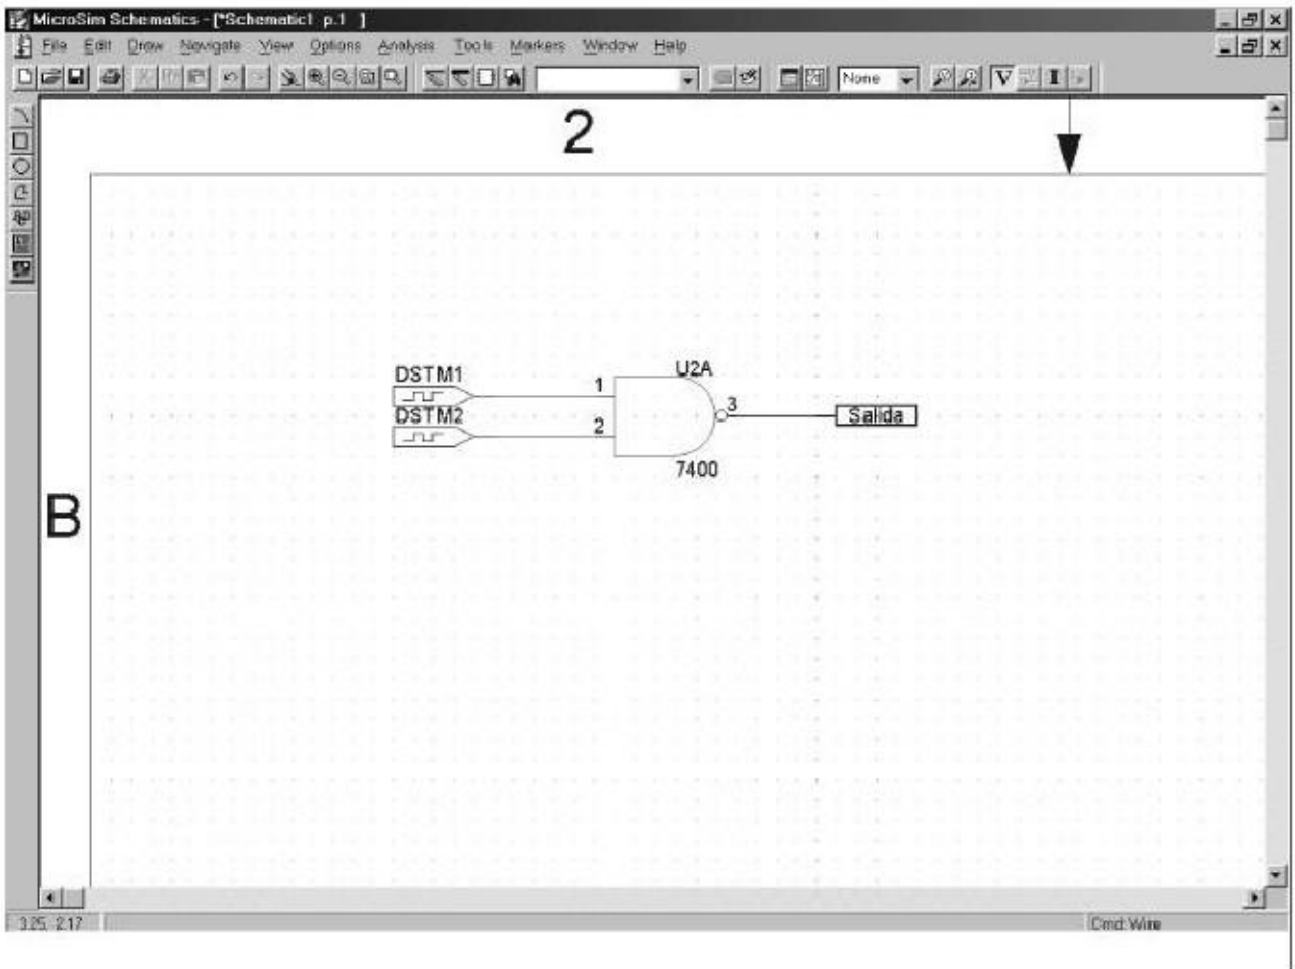 MicroSim Schematics - [*Schematic1 p.1 ]
File Edit Draw Navigate View Options Analysis Tools Markers Window Help
None
2
DSTM1
DSTM2
1
2
U2A
3
7400
Salida
B
3.25, 2.17
Cmd: Wire